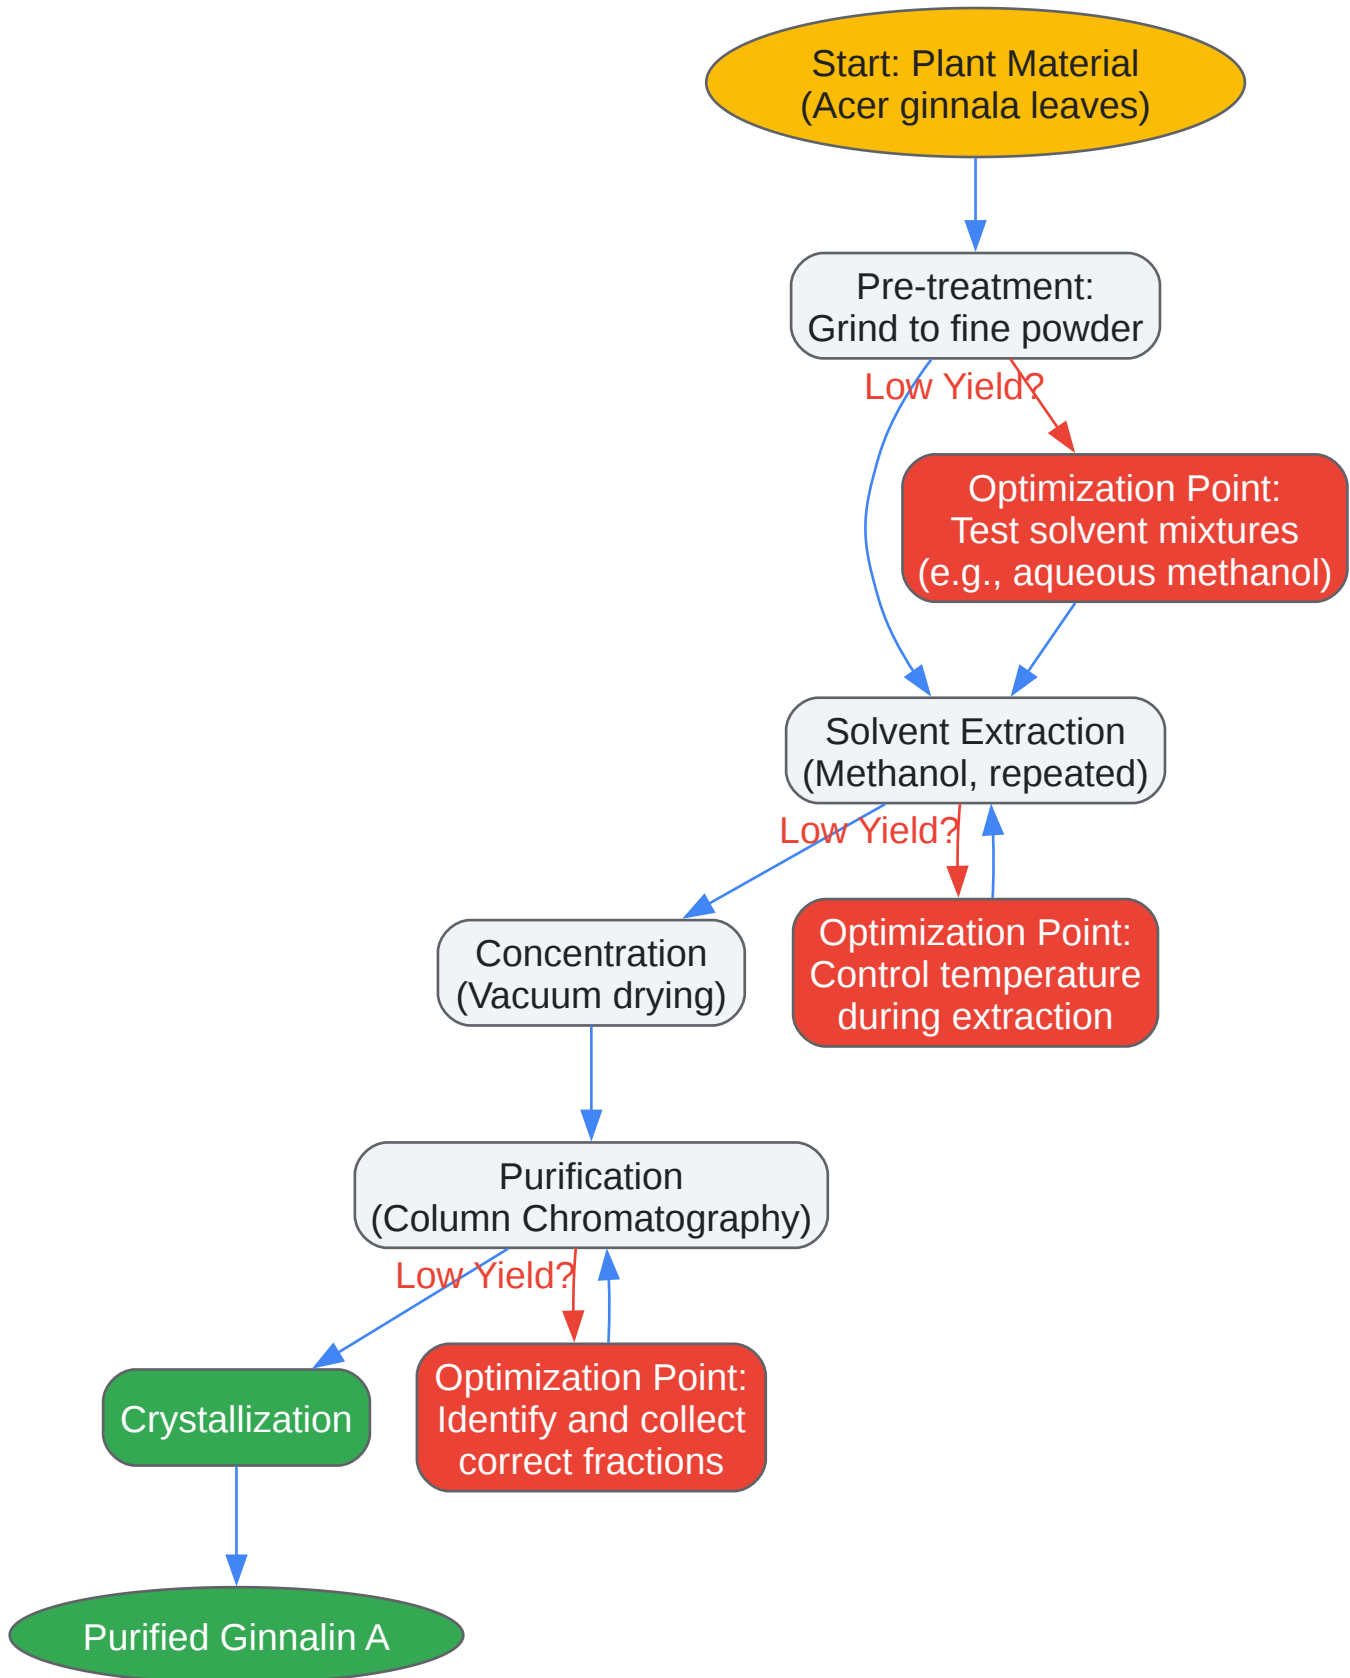 Start: Plant Material
(Acer ginnala leaves)
Pre-treatment:
Grind to fine powder
Low Yield?
Optimization Point:
Test solvent mixtures
(e.g., aqueous methanol)
Solvent Extraction
(Methanol, repeated)
Low Yield?
Concentration
(Vacuum drying)
Optimization Point:
Control temperature
during extraction
Purification
(Column Chromatography)
Low Yield?
Crystallization
Optimization Point:
Identify and collect
correct fractions
Purified Ginnalin A